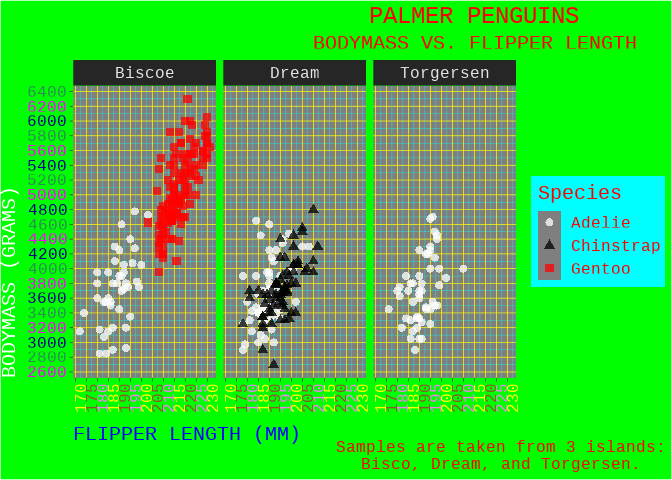 PALMER PENGUINS
BODYMASS VS. FLIPPER LENGTH
Biscoe Dream Torgersen
BODYMASS (GRAMS)
6400
6200
6000
5800
5600
5400
5200
5000
4800
4600
4400
4200
4000
3800
3600
3400
3200
3000
2800
2600
Species
Adelie
Chinstrap
Gentoo
170 175 180 185 190 195 200 205 210 215 220 225 230 170 175 180 185 190 195 200 205 210 215 220 225 230 170 175 180 185 190 195 200 205 210 215 220 225 230
FLIPPER LENGTH (MM)
Samples are taken from 3 islands:
Bisco, Dream, and Torgersen.